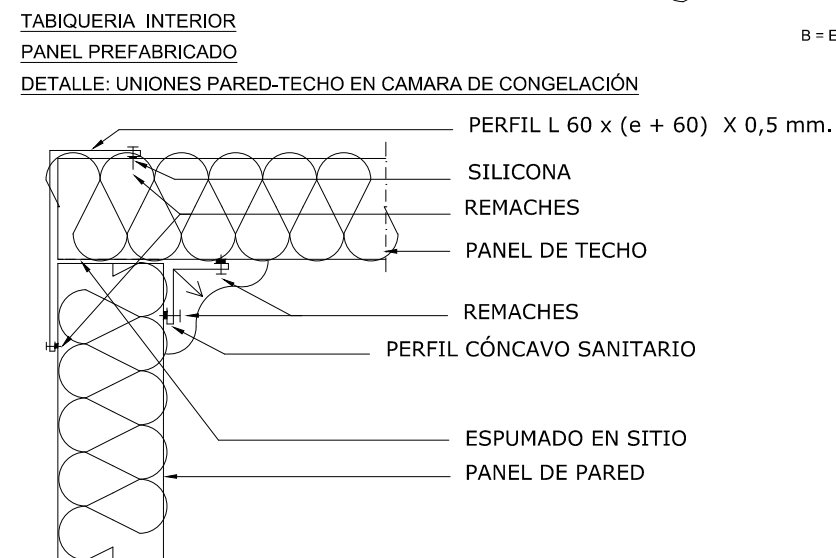 TABIQUERIA INTERIOR
B = E
PANEL PREFABRICADO
DETALLE: UNIONES PARED-TECHO EN CAMARA DE CONGELACIÓN
PERFIL L 60 x (e + 60) X 0,5 mm.
SILICONA
REMACHES
PANEL DE TECHO
REMACHES
PERFIL CÓNCAVO SANITARIO
ESPUMADO EN SITIO
PANEL DE PARED